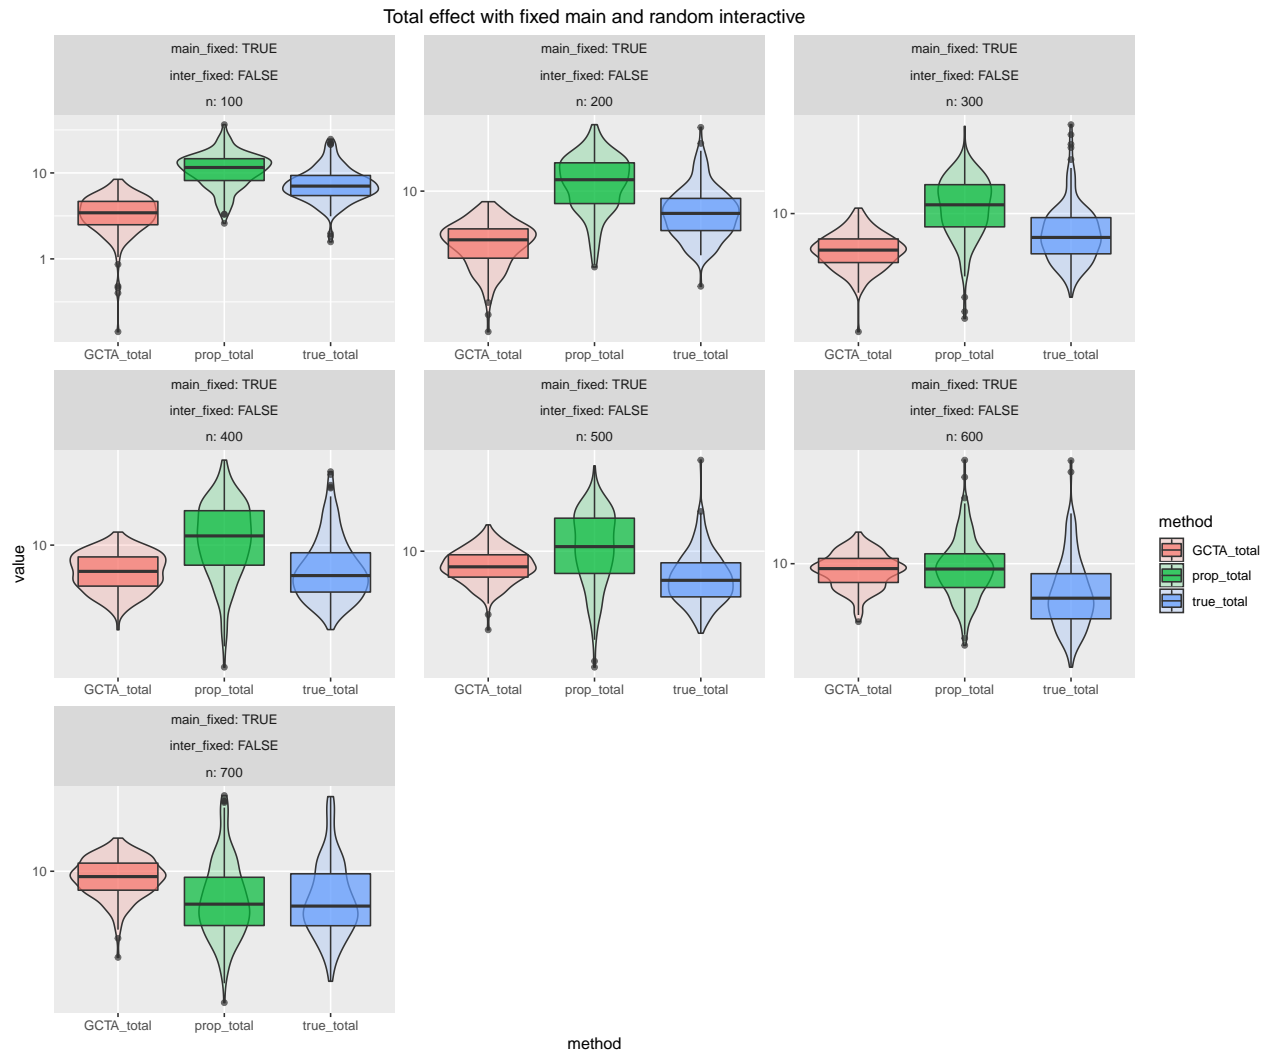 Total effect with fixed main and random interactive
main_fixed: TRUE
inter_fixed: FALSE
n: 100
10
1
GCTA_total
prop_total
true_total
main_fixed: TRUE
inter_fixed: FALSE
n: 200
10
GCTA_total
prop_total
true_total
main_fixed: TRUE
inter_fixed: FALSE
n: 300
10
GCTA_total
prop_total
true_total
main_fixed: TRUE
inter_fixed: FALSE
n: 400
10
GCTA_total
prop_total
true_total
main_fixed: TRUE
inter_fixed: FALSE
n: 500
10
GCTA_total
prop_total
true_total
main_fixed: TRUE
inter_fixed: FALSE
n: 600
10
GCTA_total
prop_total
true_total
main_fixed: TRUE
inter_fixed: FALSE
n: 700
10
GCTA_total
prop_total
true_total
value
method
method
GCTA_total
prop_total
true_total